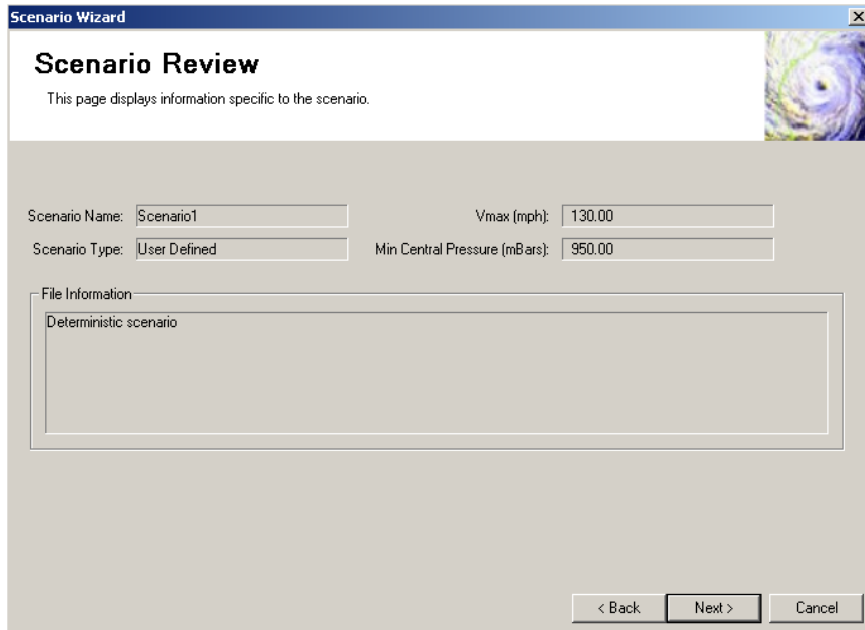 Scenario Wizard
Scenario Review
This page displays information specific to the scenario.
Scenario Name: Scenario1 Vmax (mph): 130.00
Scenario Type: User Defined Min Central Pressure (mBars): 950.00
File Information
Deterministic scenario
< Back Next > Cancel